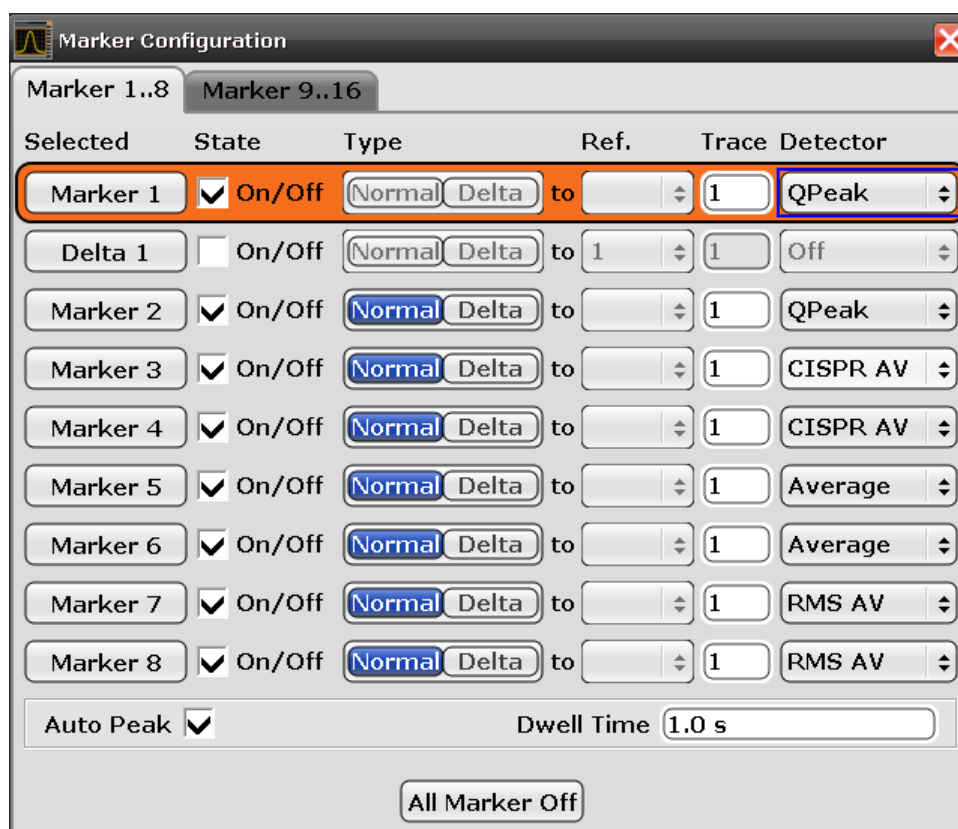 Marker Configuration
Marker 1..8 Marker 9..16
Selected State Type Ref. Trace Detector
Marker 1 On/Off Normal Delta to 1 QPeak
Delta 1 On/Off Normal Delta to 1 1 Off
Marker 2 On/Off Normal Delta to 1 QPeak
Marker 3 On/Off Normal Delta to 1 CISPR AV
Marker 4 On/Off Normal Delta to 1 CISPR AV
Marker 5 On/Off Normal Delta to 1 Average
Marker 6 On/Off Normal Delta to 1 Average
Marker 7 On/Off Normal Delta to 1 RMS AV
Marker 8 On/Off Normal Delta to 1 RMS AV
Auto Peak Dwell Time 1.0 s
All Marker Off